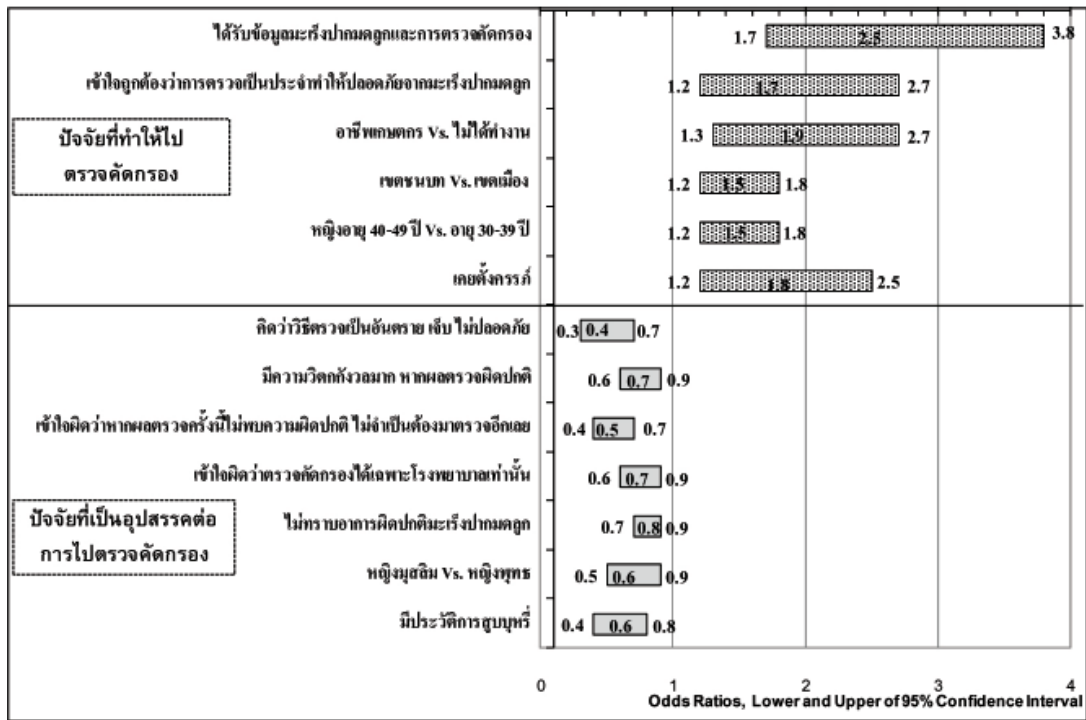 ได้รับข้อมูลมะเร็งปากมดลูกและการตรวจคัดกรอง
1.7 2.5 3.8
เข้าใจถูกต้องว่าการตรวจเป็นประจำทำให้ปลอดภัยจากมะเร็งปากมดลูก
1.2 1.7 2.7
ปัจจัยที่ทำให้ไป
ตรวจคัดกรอง
อาชีพเกษตกร Vs. ไม่ได้ทำงาน
1.3 1.9 2.7
เขตชนบท Vs. เขตเมือง
1.2 1.5 1.8
หญิงอายุ 40-49 ปี Vs. อายุ 30-39 ปี
1.2 1.5 1.8
เคยตั้งครรภ์
1.2 1.8 2.5
คิดว่าวิธีตรวจเป็นอันตราย เจ็บ ไม่ปลอดภัย
0.3 0.4 0.7
มีความวิตกกังวลมาก หากผลตรวจผิดปกติ
0.6 0.7 0.9
เข้าใจผิดว่าหากผลตรวจครั้งนี้ไม่พบความผิดปกติ ไม่จำเป็นต้องมาตรวจอีกเลย
0.4 0.5 0.7
เข้าใจผิดว่าตรวจคัดกรองได้เฉพาะโรงพยาบาลเท่านั้น
0.6 0.7 0.9
ปัจจัยที่เป็นอุปสรรคต่อ
การไปตรวจคัดกรอง
ไม่ทราบอาการผิดปกติมะเร็งปากมดลูก
0.7 0.8 0.9
หญิงมุสลิม Vs. หญิงพุทธ
0.5 0.6 0.9
มีประวัติการสูบบุหรี่
0.4 0.6 0.8
0 1 2 3 4
Odds Ratios, Lower and Upper of 95% Confidence Interval